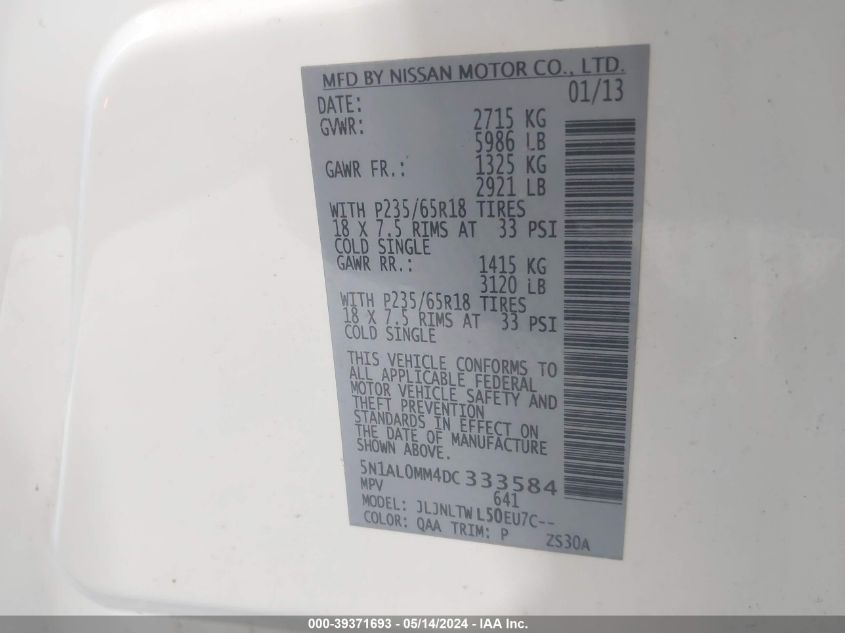 MFD BY NISSAN MOTOR CO., LTD.
DATE: 01/13
GVWR: 2715 KG
5986 LB
GAWR FR.: 1325 KG
2921 LB
WITH P235/65R18 TIRES
18 X 7.5 RIMS AT 33 PSI
COLD SINGLE
GAWR RR.: 1415 KG
3120 LB
WITH P235/65R18 TIRES
18 X 7.5 RIMS AT 33 PSI
COLD SINGLE
THIS VEHICLE CONFORMS TO
ALL APPLICABLE FEDERAL
MOTOR VEHICLE SAFETY AND
THEFT PREVENTION
STANDARDS IN EFFECT ON
THE DATE OF MANUFACTURE
SHOWN ABOVE.
5N1AL0MM4DC333584
MPV 641
MODEL: JLJNLTWL50EU7C--
COLOR: QAA TRIM: P ZS30A
000-39371693 - 05/14/2024 - IAA Inc.